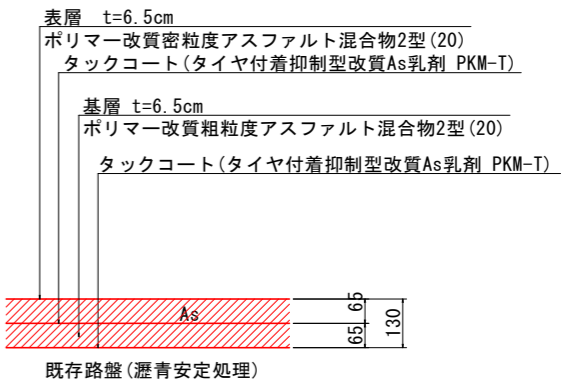 表層 t=6.5cm
ポリマー改質密粒度アスファルト混合物2型(20)
タックコート(タイヤ付着抑制型改質As乳剤 PKM-T)
基層 t=6.5cm
ポリマー改質粗粒度アスファルト混合物2型(20)
タックコート(タイヤ付着抑制型改質As乳剤 PKM-T)
As
65
65
130
既存路盤(瀝青安定処理)